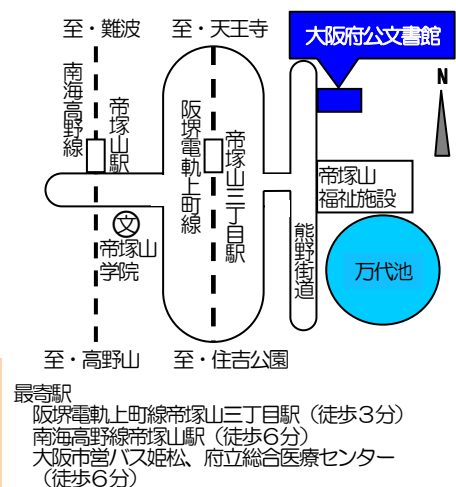 至・難波
至・天王寺
大阪府公文書館
N
南海高野線
帝塚山駅
阪堺電軌上町線
帝塚山三丁目駅
帝塚山
福祉施設
文
帝塚山
学院
熊野街道
万代池
至・高野山
至・住吉公園
最寄駅
阪堺電軌上町線帝塚山三丁目駅（徒歩３分）
南海高野線帝塚山駅（徒歩６分）
大阪市営バス姫松、府立総合医療センター
（徒歩６分）